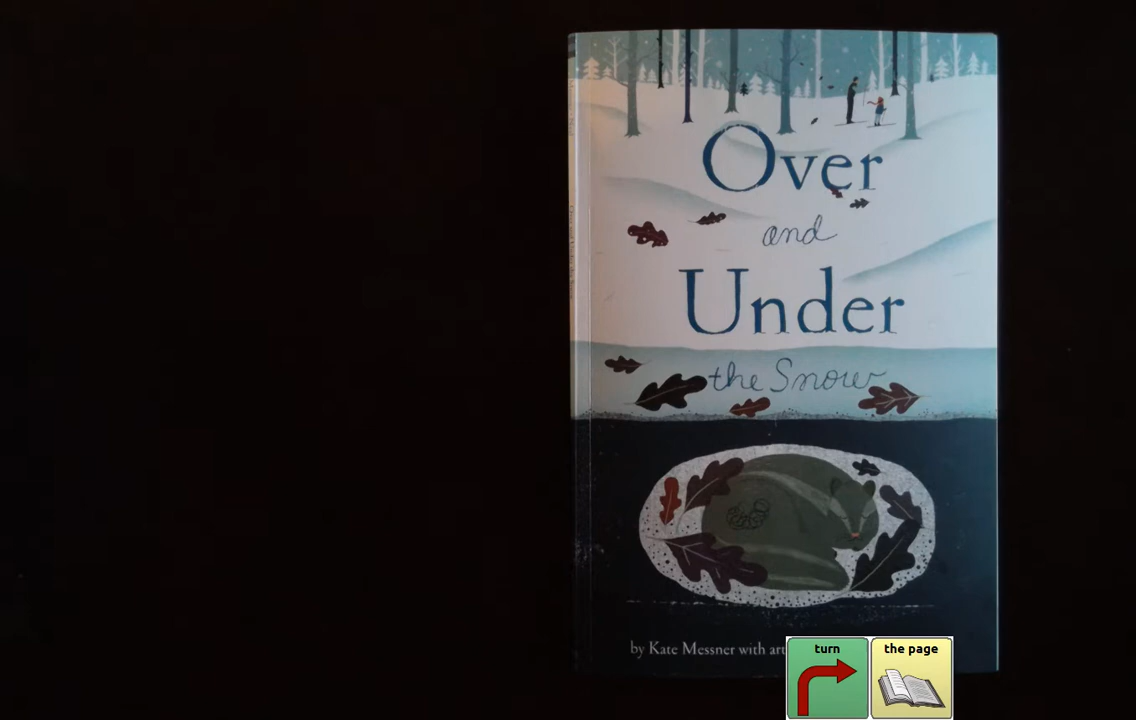 Over
and
Under
the Snow
by Kate Messner with art
turn
the page